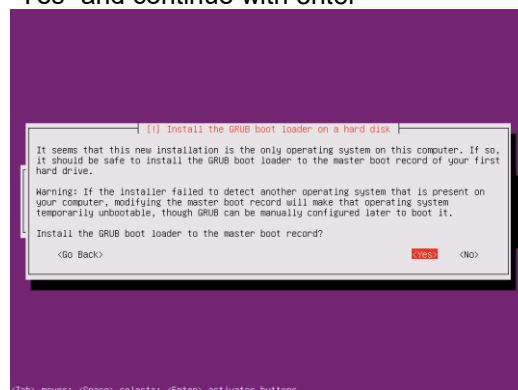 "Yes" and continue with enter
[!] Install the GRUB boot loader on a hard disk
It seems that this new installation is the only operating system on this computer. If so,
it should be safe to install the GRUB boot loader to the master boot record of your first
hard drive.
Warning: If the installer failed to detect another operating system that is present on
your computer, modifying the master boot record will make that operating system
temporarily unbootable, though GRUB can be manually configured later to boot it.
Install the GRUB boot loader to the master boot record?
<Go Back> <Yes> <No>
<Tab> moves; <Space> selects; <Enter> activates buttons